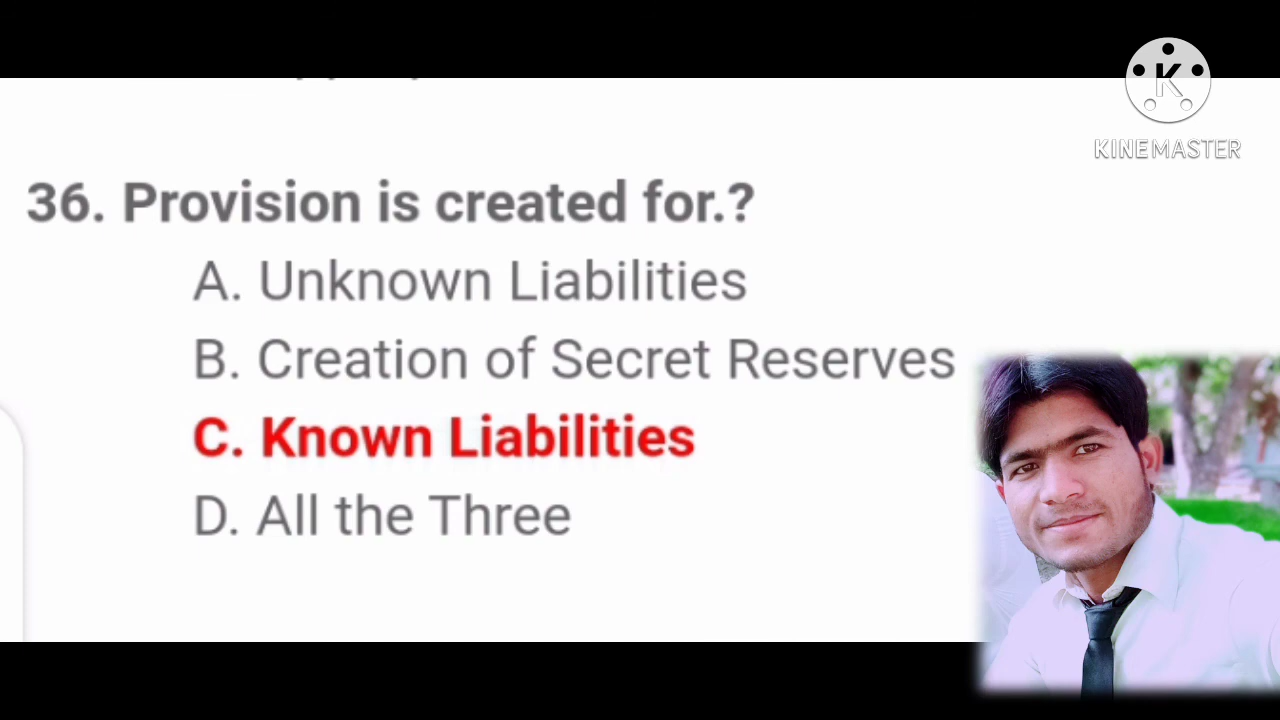 K
KINEMASTER
36. Provision is created for.?
A. Unknown Liabilities
B. Creation of Secret Reserves
C. Known Liabilities
D. All the Three